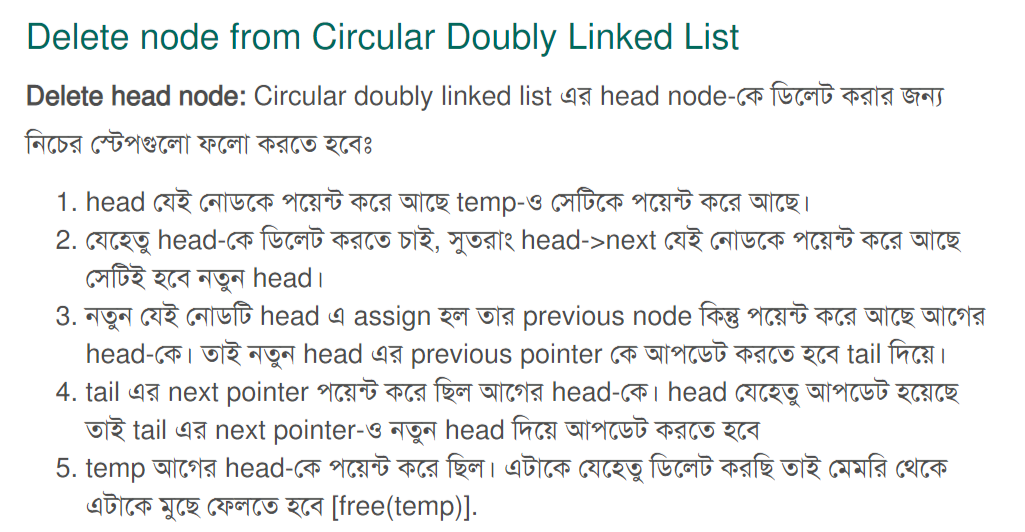 Delete node from Circular Doubly Linked List
Delete head node: Circular doubly linked list এর head node-কে ডিলেট করার জন্য
নিচের স্টেপগুলো ফলো করতে হবেঃ
1. head যেই নোডকে পয়েন্ট করে আছে temp-ও সেটিকে পয়েন্ট করে আছে।
2. যেহেতু head-কে ডিলেট করতে চাই, সুতরাং head->next যেই নোডকে পয়েন্ট করে আছে
সেটিই হবে নতুন head।
3. নতুন যেই নোডটি head এ assign হল তার previous node কিন্তু পয়েন্ট করে আছে আগের
head-কে। তাই নতুন head এর previous pointer কে আপডেট করতে হবে tail দিয়ে।
4. tail এর next pointer পয়েন্ট করে ছিল আগের head-কে। head যেহেতু আপডেট হয়েছে
তাই tail এর next pointer-ও নতুন head দিয়ে আপডেট করতে হবে
5. temp আগের head-কে পয়েন্ট করে ছিল। এটাকে যেহেতু ডিলেট করছি তাই মেমরি থেকে
এটাকে মুছে ফেলতে হবে [free(temp)].